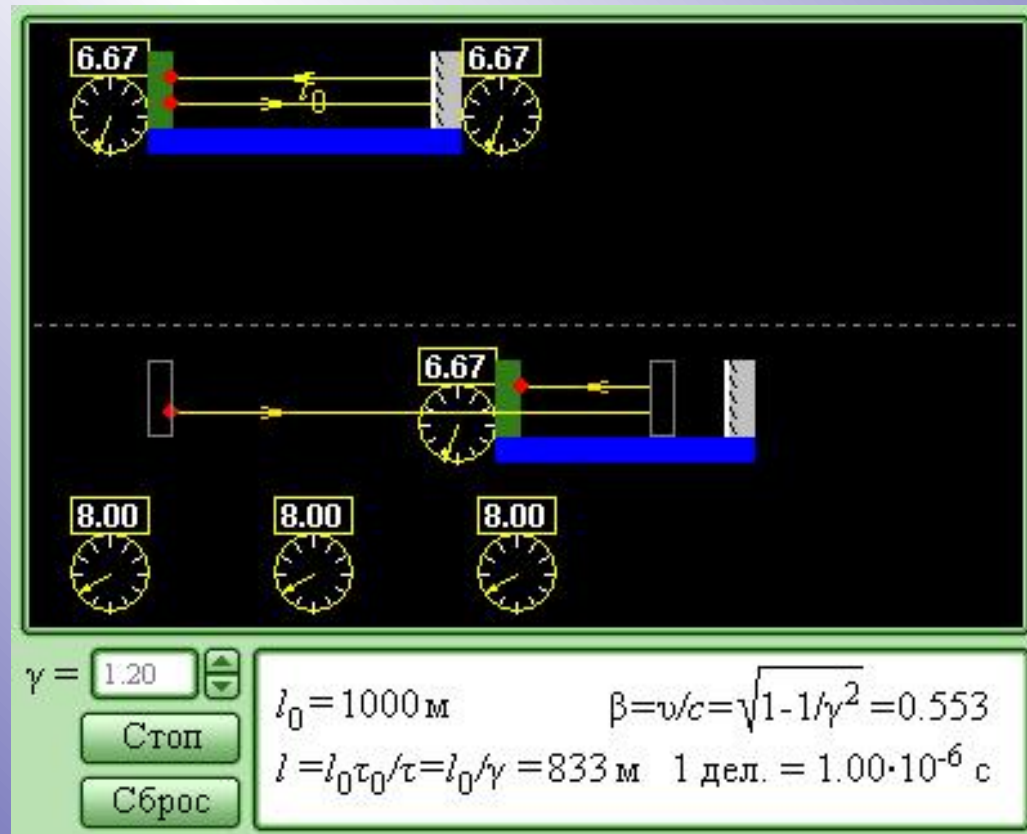 6.67 6.67
l₀
6.67
8.00 8.00 8.00
γ = 1.20
Стоп
Сброс
l₀ = 1000 м β=υ/c=√1-1/γ² =0.553
l =l₀τ₀/τ=l₀/γ =833 м 1 дел. = 1.00·10⁻⁶ с